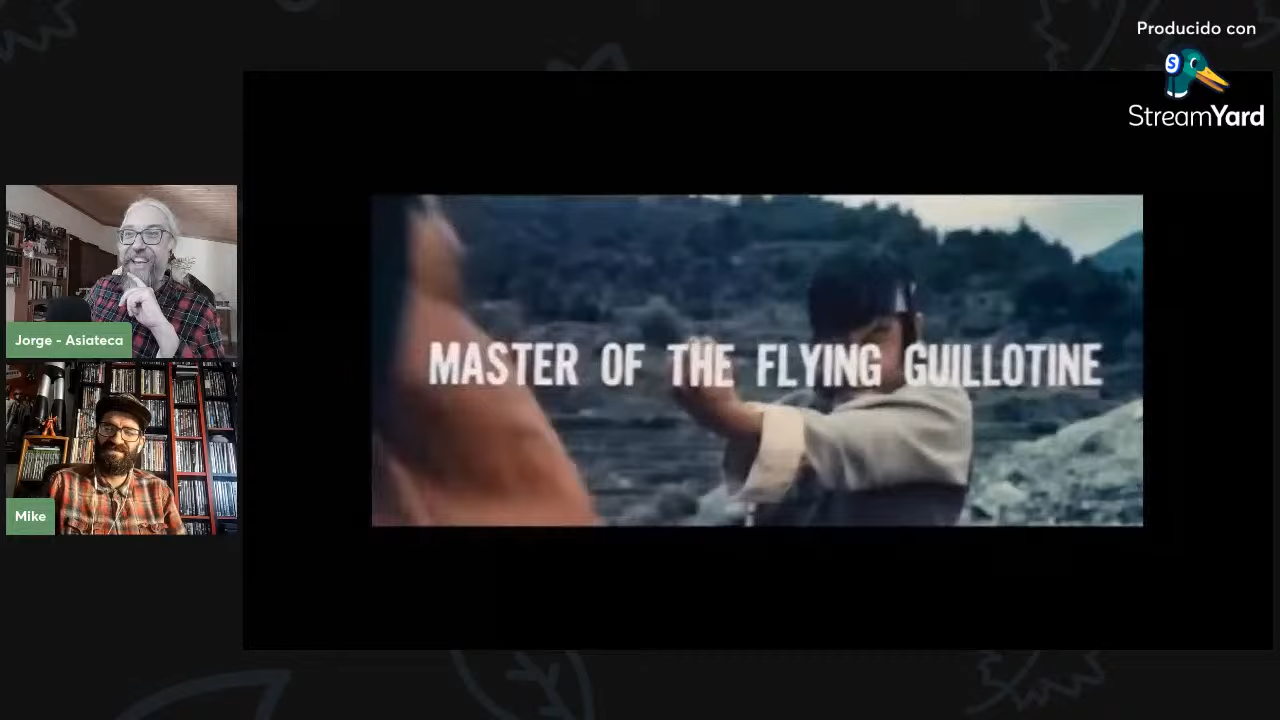 Producido con
S
StreamYard
MASTER OF THE FLYING GUILLOTINE
Jorge - Asiateca
Mike